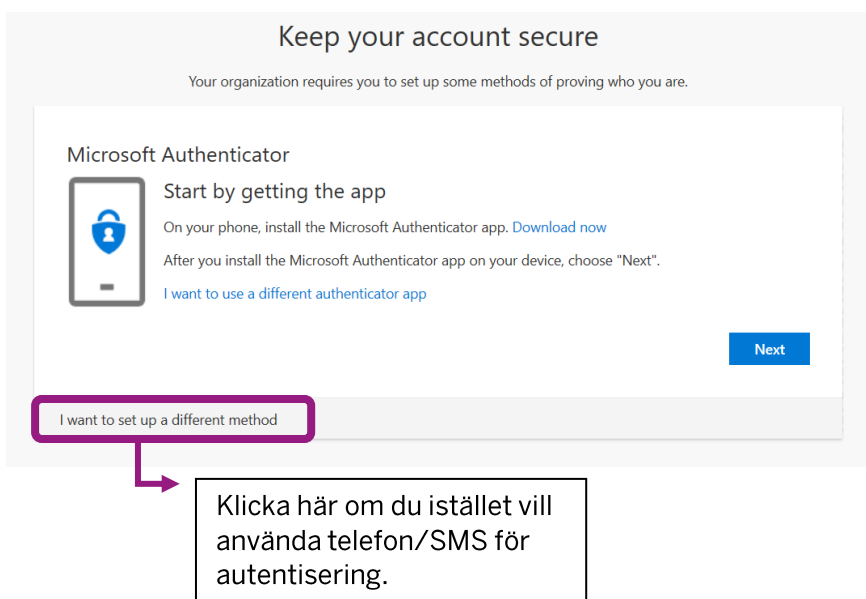 Keep your account secure
Your organization requires you to set up some methods of proving who you are.
Microsoft Authenticator
Start by getting the app
On your phone, install the Microsoft Authenticator app. Download now
After you install the Microsoft Authenticator app on your device, choose "Next".
I want to use a different authenticator app
Next
I want to set up a different method
Klicka här om du istället vill
använda telefon/SMS för
autentisering.